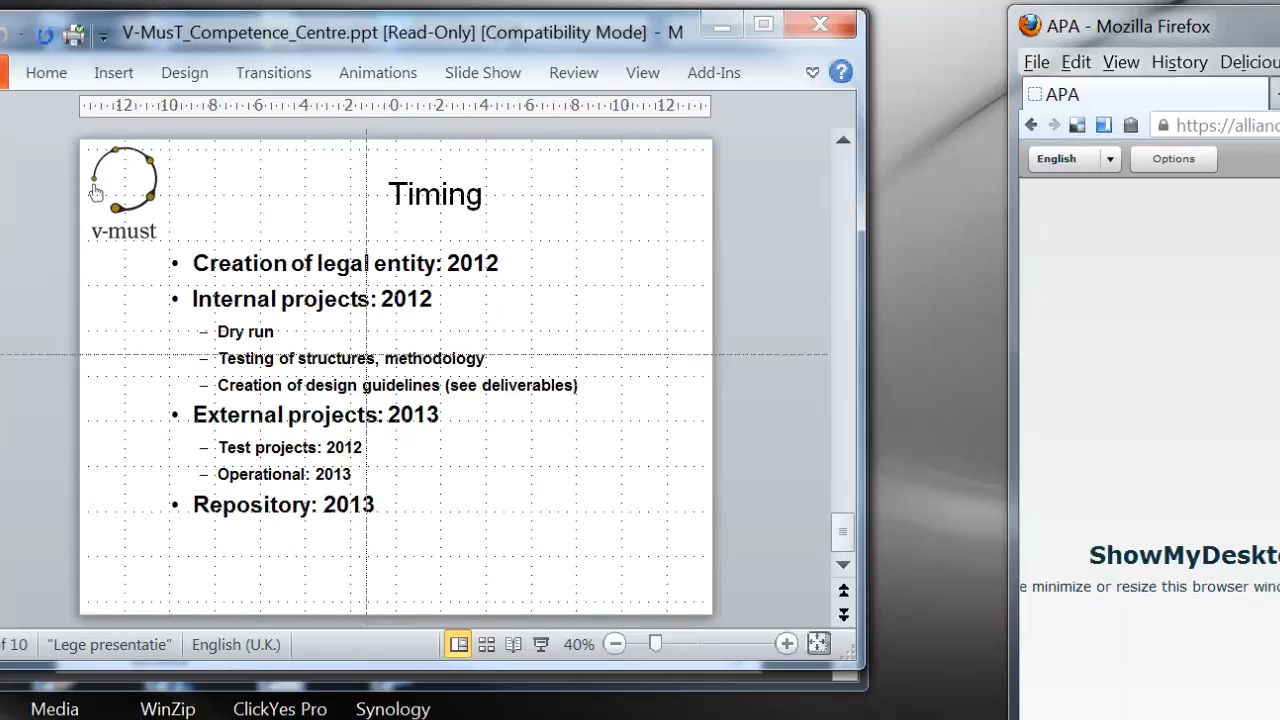 V-MusT_Competence_Centre.ppt [Read-Only] [Compatibility Mode] - M
Home Insert Design Transitions Animations Slide Show Review View Add-Ins
12 10 8 6 4 2 0 2 4 6 8 10 12
v-must
Timing
• Creation of legal entity: 2012
• Internal projects: 2012
– Dry run
– Testing of structures, methodology
– Creation of design guidelines (see deliverables)
• External projects: 2013
– Test projects: 2012
– Operational: 2013
• Repository: 2013
of 10 "Lege presentatie" English (U.K.) 40%
Media WinZip ClickYes Pro Synology
APA - Mozilla Firefox
File Edit View History Deliciou
APA
https://allianc
English Options
ShowMyDeskt
e minimize or resize this browser wind